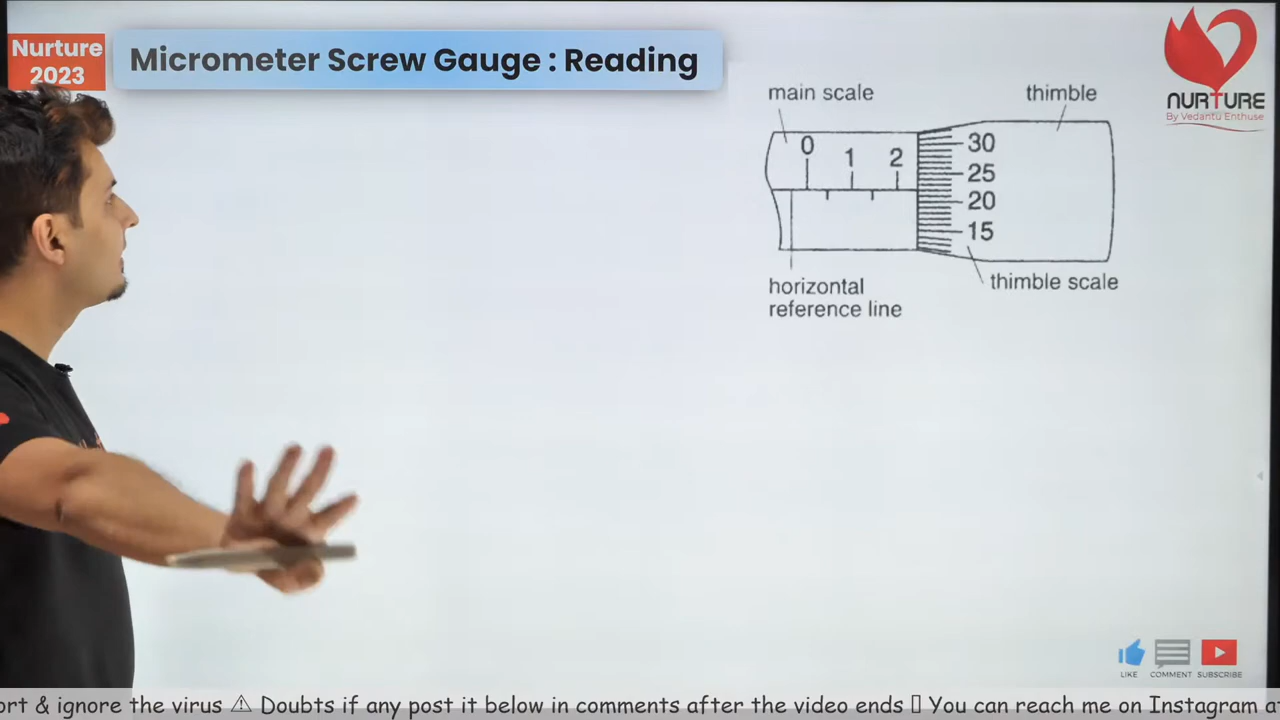 Nurture
2023
Micrometer Screw Gauge : Reading
NURTURE
By Vedantu Enthuse
main scale
thimble
0
1
2
30
25
20
15
horizontal
reference line
thimble scale
LIKE
COMMENT
SUBSCRIBE
ort & ignore the virus ⚠ Doubts if any post it below in comments after the video ends You can reach me on Instagram a